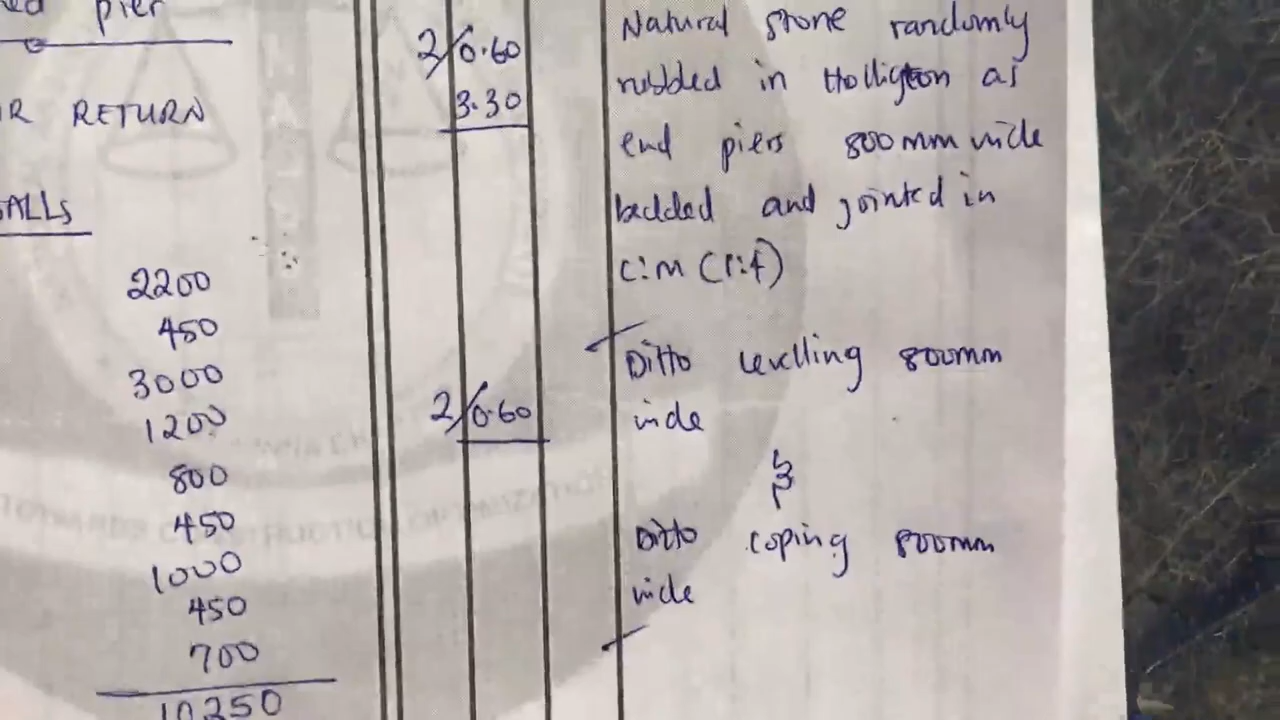 pier
RETURN
ALLS
2200
450
3000
1200
800
450
1000
450
700
10250
2/0.60
3.30
2/0.60
Natural stone randomly
rubbed in Holligton as
end piers 800mm wide
bedded and jointed in
c:m (1:4)
Ditto levelling 800mm
wide
&
Ditto coping 800mm
wide